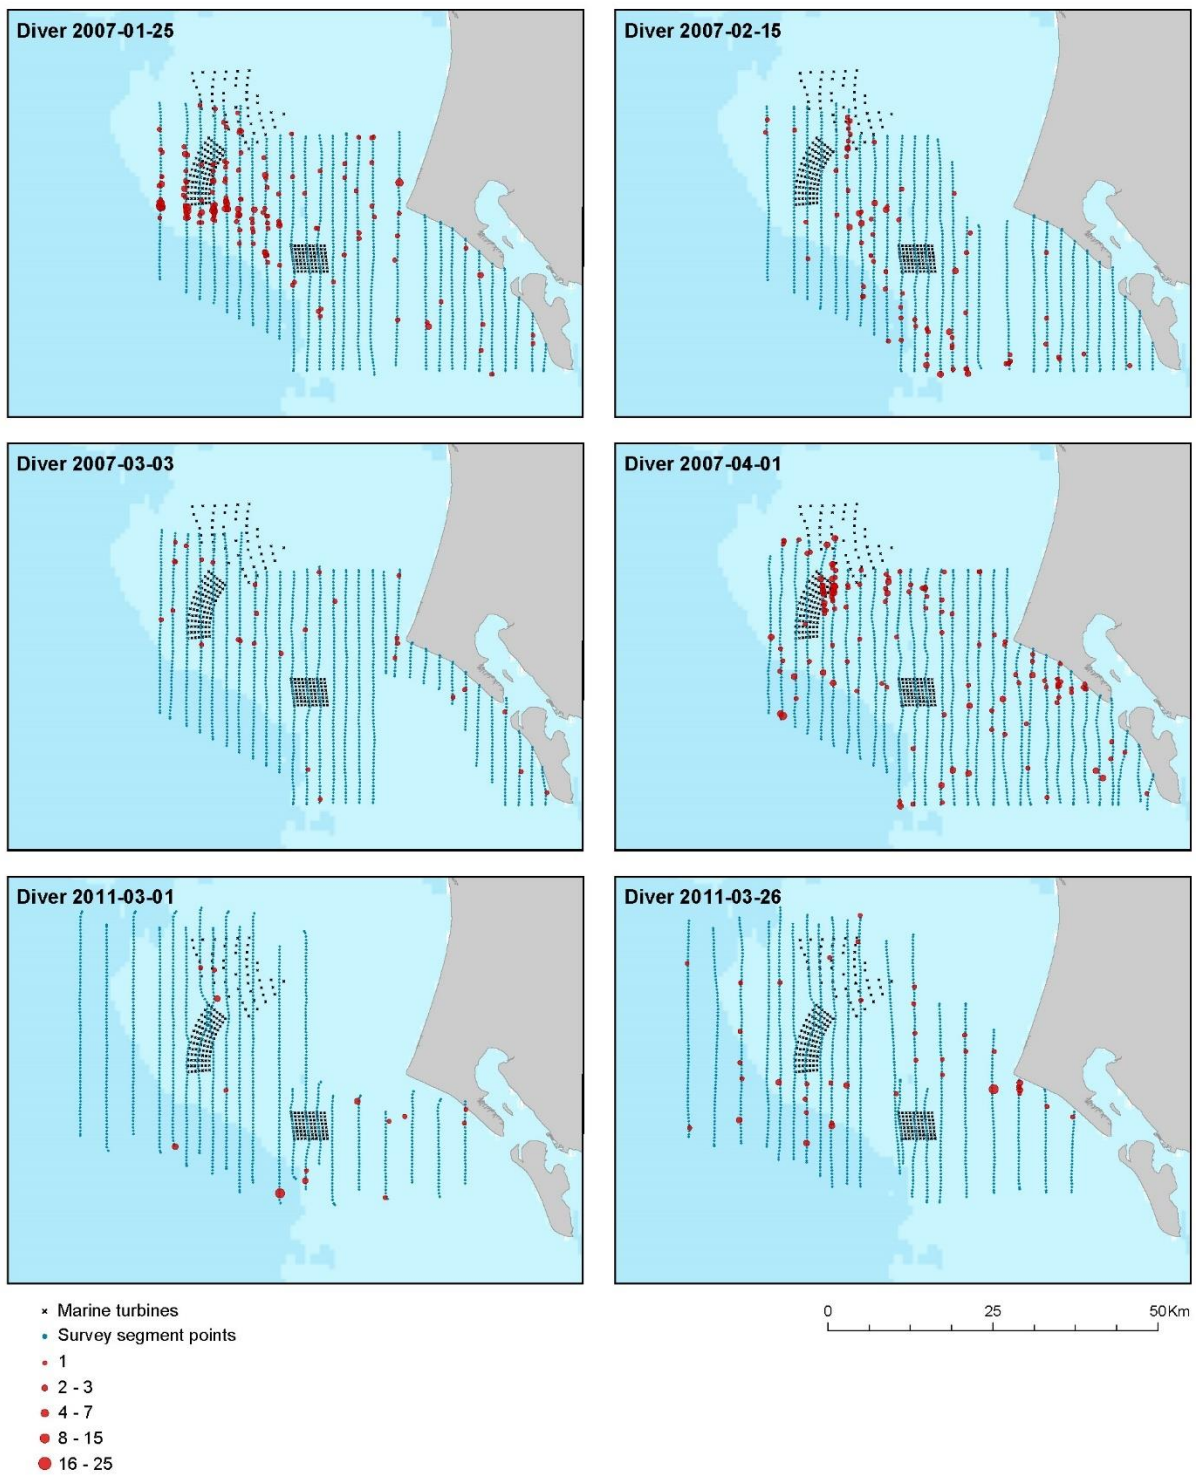 Diver 2007-01-25
Diver 2007-02-15
Diver 2007-03-03
Diver 2007-04-01
Diver 2011-03-01
Diver 2011-03-26
Marine turbines
Survey segment points
1
2 - 3
4 - 7
8 - 15
16 - 25
0 25 50Km